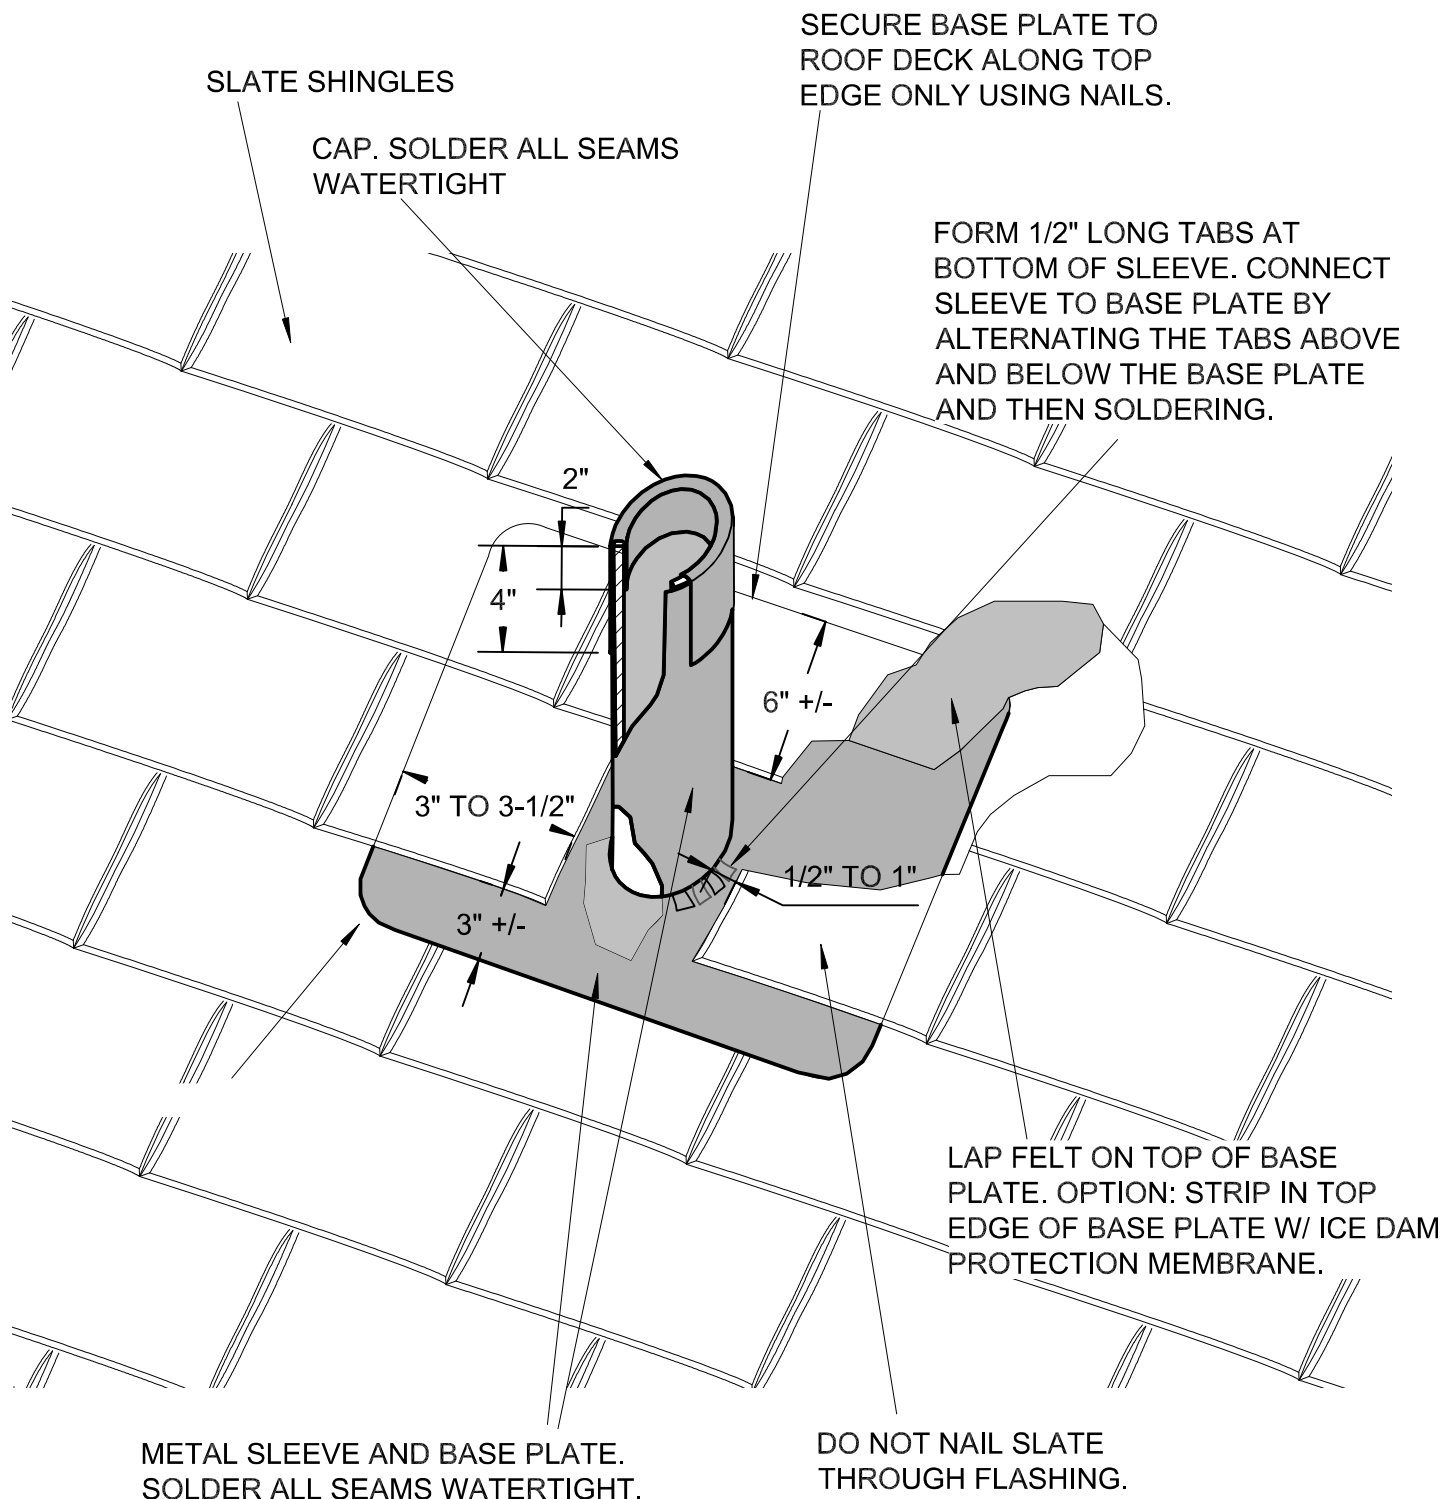 SECURE BASE PLATE TO
ROOF DECK ALONG TOP
EDGE ONLY USING NAILS.
SLATE SHINGLES
CAP. SOLDER ALL SEAMS
WATERTIGHT
FORM 1/2" LONG TABS AT
BOTTOM OF SLEEVE. CONNECT
SLEEVE TO BASE PLATE BY
ALTERNATING THE TABS ABOVE
AND BELOW THE BASE PLATE
AND THEN SOLDERING.
2"
4"
6" +/-
3" TO 3-1/2"
1/2" TO 1"
3" +/-
LAP FELT ON TOP OF BASE
PLATE. OPTION: STRIP IN TOP
EDGE OF BASE PLATE W/ ICE DAM
PROTECTION MEMBRANE.
METAL SLEEVE AND BASE PLATE.
SOLDER ALL SEAMS WATERTIGHT.
DO NOT NAIL SLATE
THROUGH FLASHING.